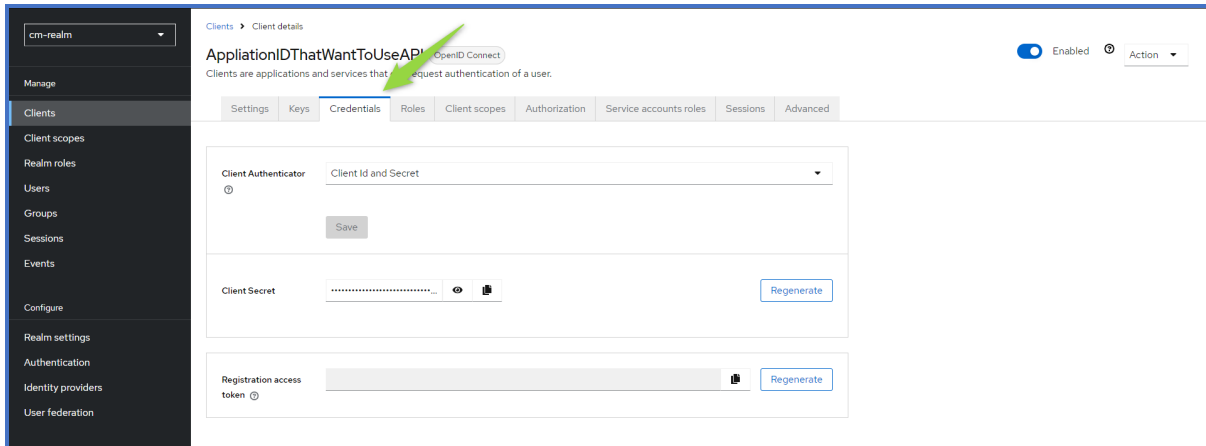 cm-realm
Manage
Clients
Client scopes
Realm roles
Users
Groups
Sessions
Events
Configure
Realm settings
Authentication
Identity providers
User federation
Clients > Client details
AppliationIDThatWantToUseAPI OpenID Connect
Clients are applications and services that request authentication of a user.
Enabled
Action
Settings Keys Credentials Roles Client scopes Authorization Service accounts roles Sessions Advanced
Client Authenticator
Client Id and Secret
Save
Client Secret
Regenerate
Registration access
token
Regenerate